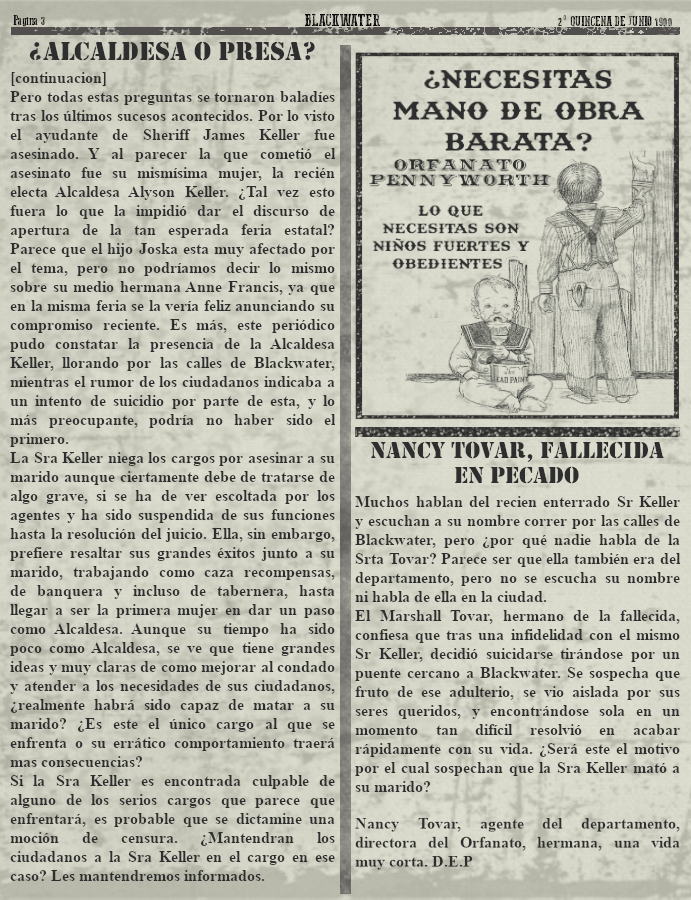 Pagina 3
BLACKWATER
2ª QUINCENA DE JUNIO 1900
¿ALCALDESA O PRESA?
[continuacion]
Pero todas estas preguntas se tornaron baladíes
tras los últimos sucesos acontecidos. Por lo visto
el ayudante de Sheriff James Keller fue
asesinado. Y al parecer la que cometió el
asesinato fue su mismísima mujer, la recién
electa Alcaldesa Alyson Keller. ¿Tal vez esto
fuera lo que la impidió dar el discurso de
apertura de la tan esperada feria estatal?
Parece que el hijo Joska esta muy afectado por
el tema, pero no podríamos decir lo mismo
sobre su medio hermana Anne Francis, ya que
en la misma feria se la vería feliz anunciando su
compromiso reciente. Es más, este periódico
pudo constatar la presencia de la Alcaldesa
Keller, llorando por las calles de Blackwater,
mientras el rumor de los ciudadanos indicaba a
un intento de suicidio por parte de esta, y lo
más preocupante, podría no haber sido el
primero.
La Sra Keller niega los cargos por asesinar a su
marido aunque ciertamente debe de tratarse de
algo grave, si se ha de ver escoltada por los
agentes y ha sido suspendida de sus funciones
hasta la resolución del juicio. Ella, sin embargo,
prefiere resaltar sus grandes éxitos junto a su
marido, trabajando como caza recompensas,
de banquera y incluso de tabernera, hasta
llegar a ser la primera mujer en dar un paso
como Alcaldesa. Aunque su tiempo ha sido
poco como Alcaldesa, se ve que tiene grandes
ideas y muy claras de como mejorar al condado
y atender a los necesidades de sus ciudadanos,
¿realmente habrá sido capaz de matar a su
marido? ¿Es este el único cargo al que se
enfrenta o su errático comportamiento traerá
mas consecuencias?
Si la Sra Keller es encontrada culpable de
alguno de los serios cargos que parece que
enfrentará, es probable que se dictamine una
moción de censura. ¿Mantendran los
ciudadanos a la Sra Keller en el cargo en ese
caso? Les mantendremos informados.
¿NECESITAS
MANO DE OBRA
BARATA?
ORFANATO
PENNYWORTH
LO QUE
NECESITAS SON
NIÑOS FUERTES Y
OBEDIENTES
LEAD PAINT
NANCY TOVAR, FALLECIDA
EN PECADO
Muchos hablan del recien enterrado Sr Keller
y escuchan a su nombre correr por las calles de
Blackwater, pero ¿por qué nadie habla de la
Srta Tovar? Parece ser que ella también era del
departamento, pero no se escucha su nombre
ni habla de ella en la ciudad.
El Marshall Tovar, hermano de la fallecida,
confiesa que tras una infidelidad con el mismo
Sr Keller, decidió suicidarse tirándose por un
puente cercano a Blackwater. Se sospecha que
fruto de ese adulterio, se vio aislada por sus
seres queridos, y encontrándose sola en un
momento tan difícil resolvió en acabar
rápidamente con su vida. ¿Será este el motivo
por el cual sospechan que la Sra Keller mató a
su marido?
Nancy Tovar, agente del departamento,
directora del Orfanato, hermana, una vida
muy corta. D.E.P